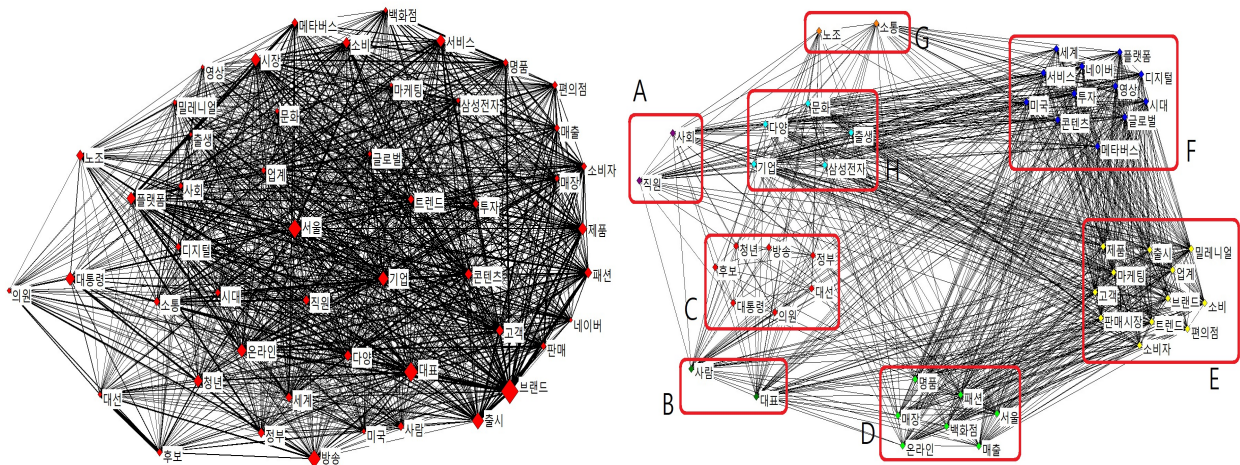 백화점
메타버스
소비
서비스
시장
명품
영상
마케팅
편의점
삼성전자
밀레니얼
문화
출생
매출
노조
글로벌
업계
소비자
매장
사회
플랫폼
트렌드
투자
서울
제품
디지털
대통령
기업
콘텐츠
패션
의원
소통
시대
직원
네이버
고객
판매
온라인
다양
대표
청년
브랜드
대선
세계
출시
사람
정부
미국
후보
방송
노조
소통
G
A
사회
직원
문화
다양
출생
기업
삼성전자
H
세계
플랫폼
네이버
서비스
디지털
영상
투자
미국
시대
콘텐츠
글로벌
메타버스
F
청년
방송
정부
후보
대선
대통령
의원
C
제품
출시
밀레니얼
마케팅
업계
고객
브랜드
소비
판매시장
트렌드
편의점
소비자
E
사람
대표
B
명품
패션
매장
서울
백화점
온라인
매출
D